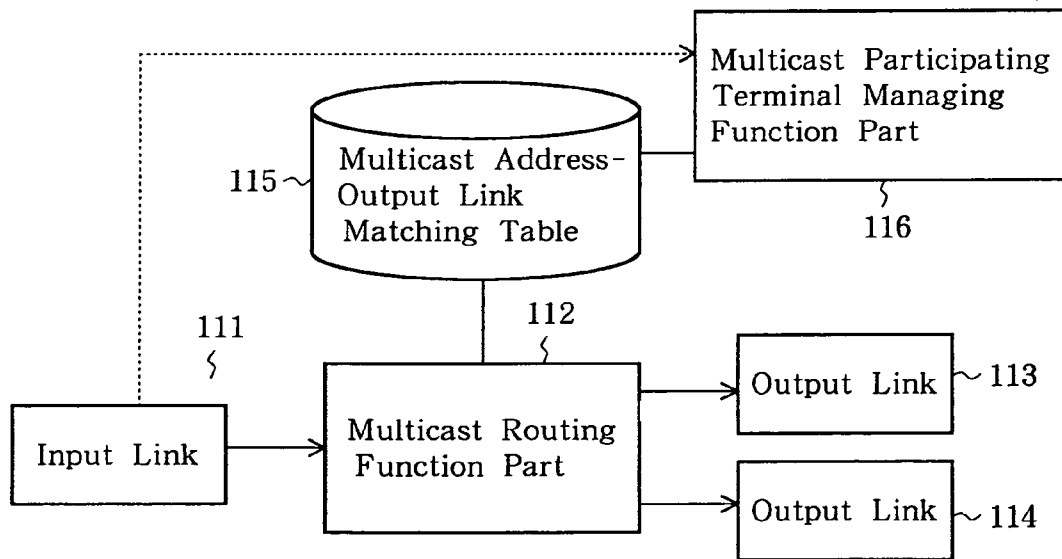 Multicast Participating
Terminal Managing
Function Part
116
Multicast Address-
Output Link
Matching Table
115
111
Input Link
112
Multicast Routing
Function Part
Output Link
113
Output Link
114